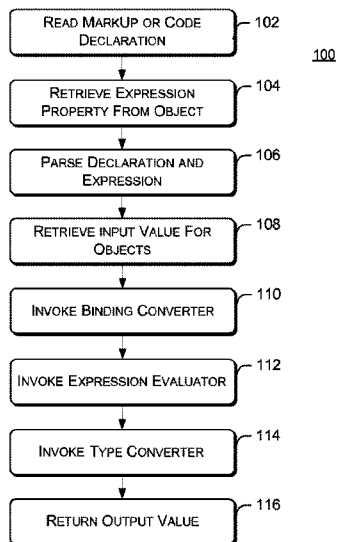 READ MARKUP OR CODE
DECLARATION
102
100
RETRIEVE EXPRESSION
PROPERTY FROM OBJECT
104
PARSE DECLARATION AND
EXPRESSION
106
RETRIEVE INPUT VALUE FOR
OBJECTS
108
INVOKE BINDING CONVERTER
110
INVOKE EXPRESSION EVALUATOR
112
INVOKE TYPE CONVERTER
114
RETURN OUTPUT VALUE
116